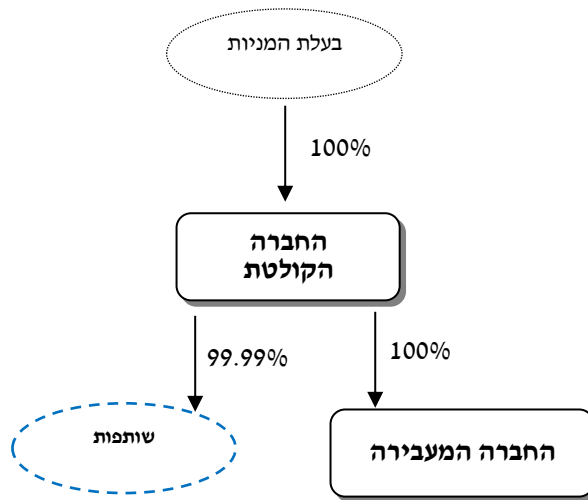 בעלת המניות
100%
החברה
הקולטת
99.99%
100%
שותפות
החברה המעבירה